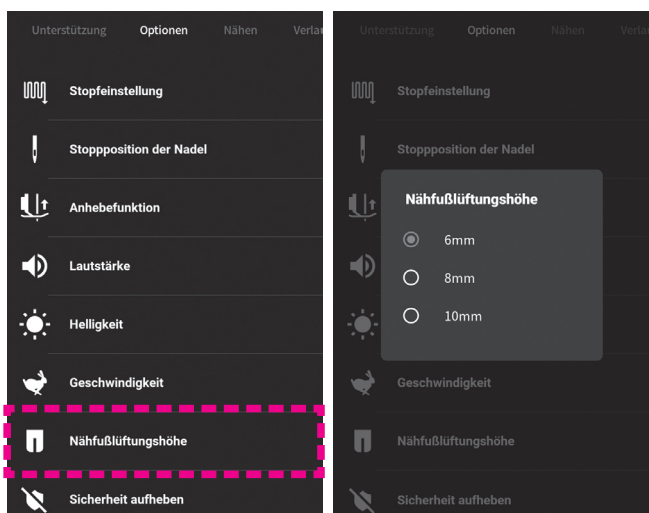 Unterstützung Optionen Nähen Verlau
Stopfeinstellung
Stoppposition der Nadel
Anhebefunktion
Lautstärke
Helligkeit
Geschwindigkeit
Nähfußlüftungshöhe
Sicherheit aufheben
Unterstützung Optionen Nähen Verla
Stopfeinstellung
Stoppposition der Nadel
Nähfußlüftungshöhe
6mm
8mm
10mm
Geschwindigkeit
Nähfußlüftungshöhe
Sicherheit aufheben